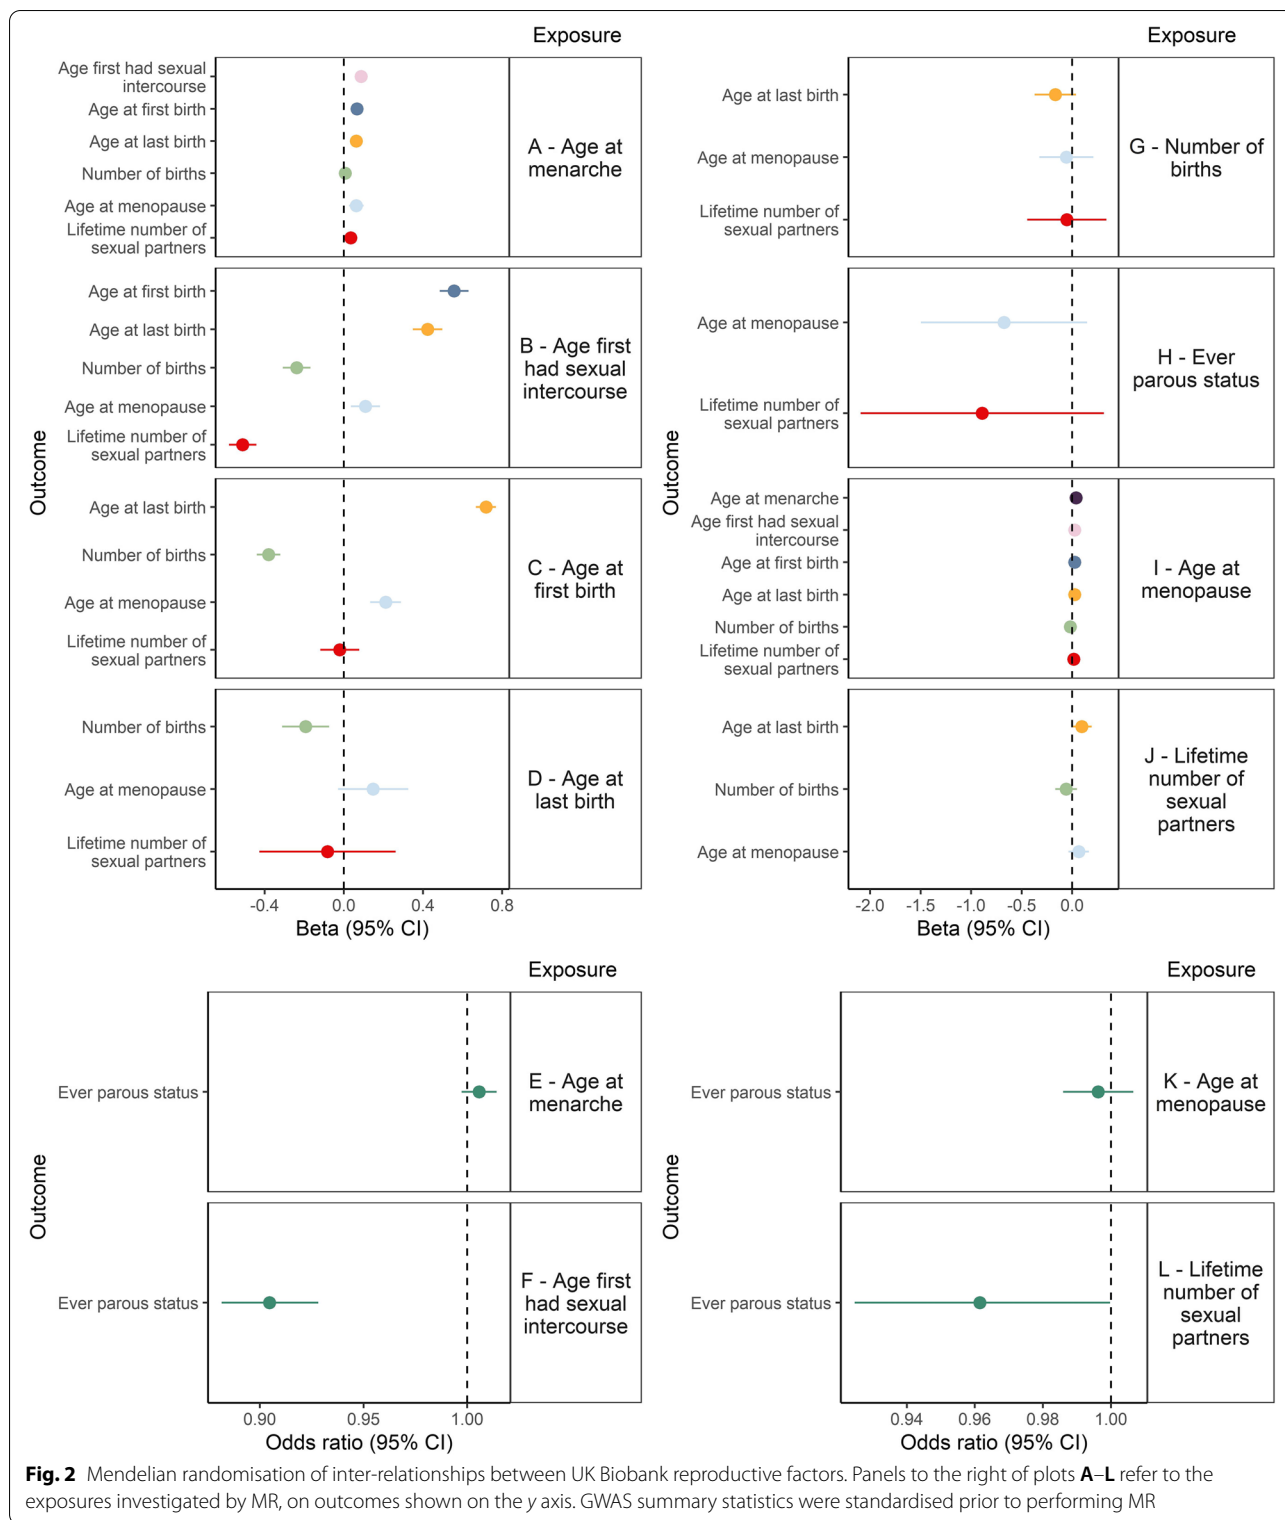 Exposure
Age first had sexual
intercourse
Age at first birth
Age at last birth
Number of births
Age at menopause
Lifetime number of
sexual partners
A - Age at
menarche
Age at first birth
Age at last birth
Number of births
Age at menopause
Lifetime number of
sexual partners
B - Age first
had sexual
intercourse
Age at last birth
Number of births
Age at menopause
Lifetime number of
sexual partners
C - Age at
first birth
Number of births
Age at menopause
Lifetime number of
sexual partners
D - Age at
last birth
Outcome
-0.4 0.0 0.4 0.8
Beta (95% CI)
Exposure
Age at last birth
Age at menopause
Lifetime number of
sexual partners
G - Number of
births
Age at menopause
Lifetime number of
sexual partners
H - Ever
parous status
Age at menarche
Age first had sexual
intercourse
Age at first birth
Age at last birth
Number of births
Lifetime number of
sexual partners
I - Age at
menopause
Age at last birth
Number of births
Age at menopause
J - Lifetime
number of
sexual
partners
Outcome
-2.0 -1.5 -1.0 -0.5 0.0
Beta (95% CI)
Exposure
Ever parous status
E - Age at
menarche
Ever parous status
F - Age first
had sexual
intercourse
Outcome
0.90 0.95 1.00
Odds ratio (95% CI)
Exposure
Ever parous status
K - Age at
menopause
Ever parous status
L - Lifetime
number of
sexual
partners
Outcome
0.94 0.96 0.98 1.00
Odds ratio (95% CI)
Fig. 2 Mendelian randomisation of inter-relationships between UK Biobank reproductive factors. Panels to the right of plots A–L refer to the
exposures investigated by MR, on outcomes shown on the y axis. GWAS summary statistics were standardised prior to performing MR